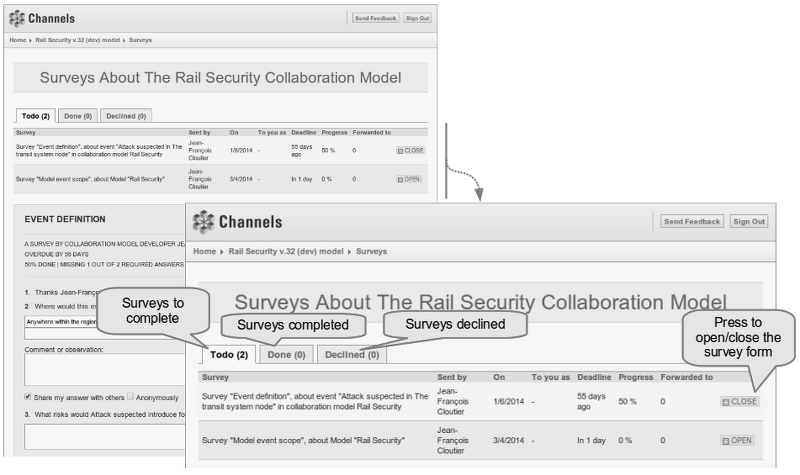 Channels
Send Feedback Sign Out
Home Rail Security v.32 (dev) model Surveys
Surveys About The Rail Security Collaboration Model
Todo (2) Done (0) Declined (0)
Survey Sent by On To you as Deadline Progress Forwarded to
Survey "Event definition", about event "Attack suspected in The
transit system node" in collaboration model Rail Security
Jean-
François
Cloutier
1/6/2014 - 55 days
ago
50 % 0 CLOSE
Survey "Model event scope", about Model "Rail Security"
Jean-
François
Cloutier
3/4/2014 - In 1 day 0 % 0 OPEN
EVENT DEFINITION
A SURVEY BY COLLABORATION MODEL DEVELOPER
OVERDUE BY 55 DAYS
50% DONE | MISSING 1 OUT OF 2 REQUIRED ANSWERS
1. Thanks Jean-Franço
2. Where would this ev
Anywhere within the region
Comment or observation:
Share my answer with others Anonymously
3. What risks would Attack suspected introduce fo
Channels
Send Feedback Sign Out
Home Rail Security v.32 (dev) model Surveys
Surveys About The Rail Security Collaboration Model
Surveys to
complete
Surveys completed
Surveys declined
Press to
open/close the
survey form
Todo (2) Done (0) Declined (0)
Survey Sent by On To you as Deadline Progress Forwarded to
Survey "Event definition", about event "Attack suspected in The
transit system node" in collaboration model Rail Security
Jean-
François
Cloutier
1/6/2014 - 55 days
ago
50 % 0 CLOSE
Survey "Model event scope", about Model "Rail Security"
Jean-
François
Cloutier
3/4/2014 - In 1 day 0 % 0 OPEN